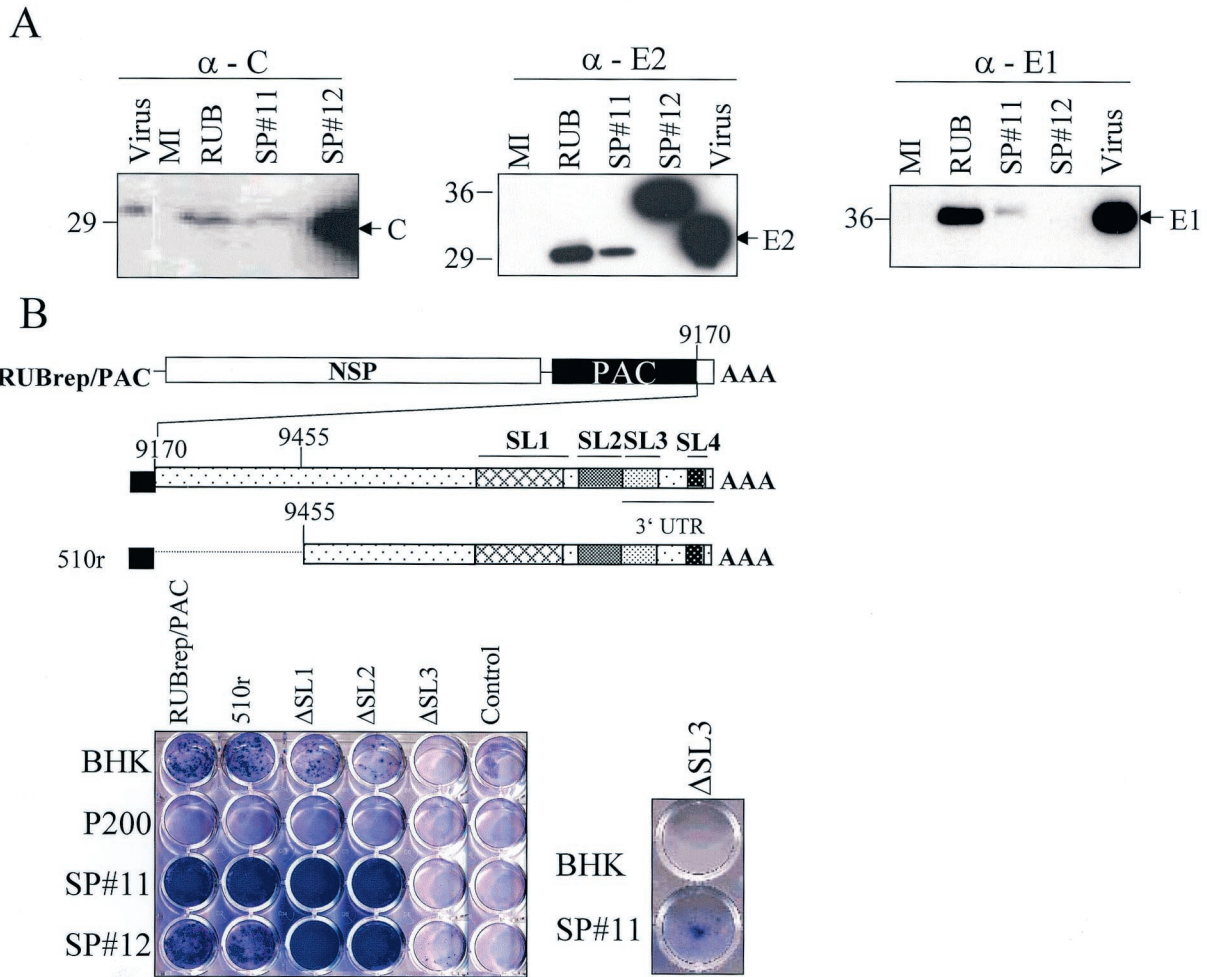 A
α - C
Virus MI RUB SP#11 SP#12
29
C
α - E2
MI RUB SP#11 SP#12 Virus
36
29
E2
α - E1
MI RUB SP#11 SP#12 Virus
36
E1
B
9170
RUBrep/PAC NSP PAC AAA
9170 9455 SL1 SL2 SL3 SL4
AAA
9455 3' UTR
510r AAA
RUBrep/PAC 510r ΔSL1 ΔSL2 ΔSL3 Control
BHK
P200
SP#11
SP#12
ΔSL3
BHK
SP#11